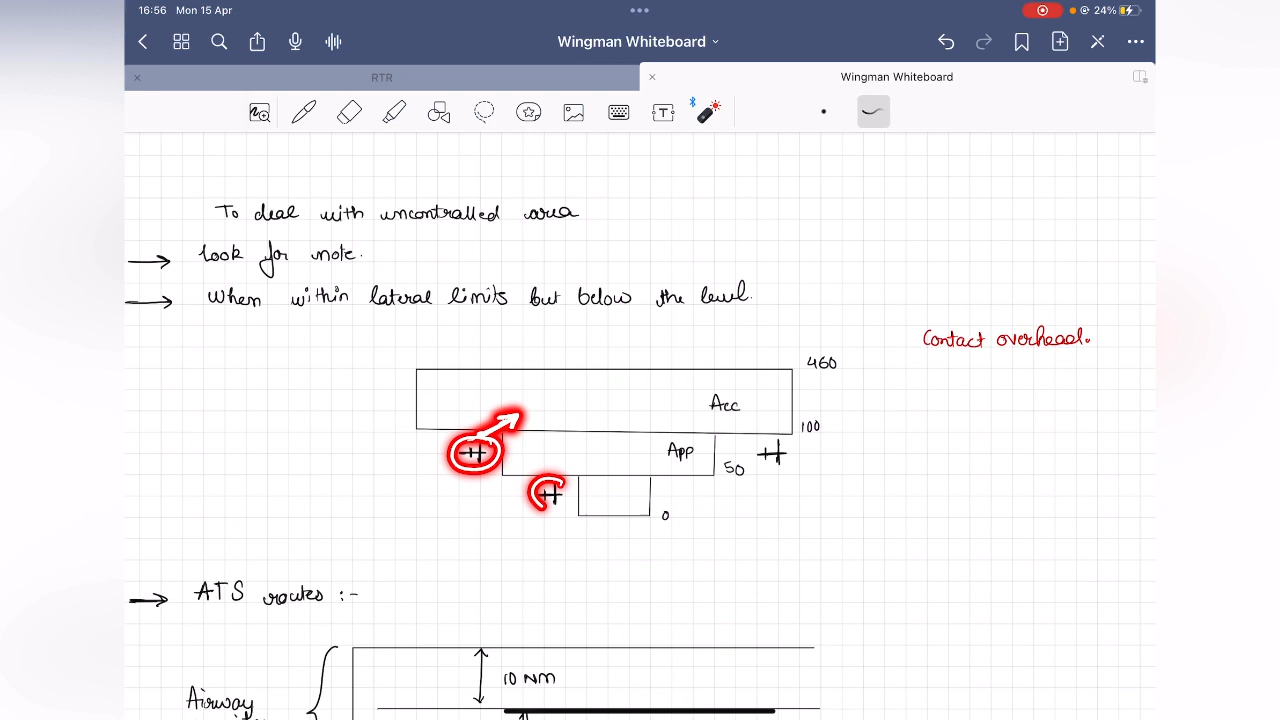 16:56 Mon 15 Apr
24%
Wingman Whiteboard
RTR
Wingman Whiteboard
To deal with uncontrolled area
look for note.
When within lateral limits but below the level.
Contact overhead.
460
Acc
100
App
50
0
ATS routes :-
10 NM
Airway